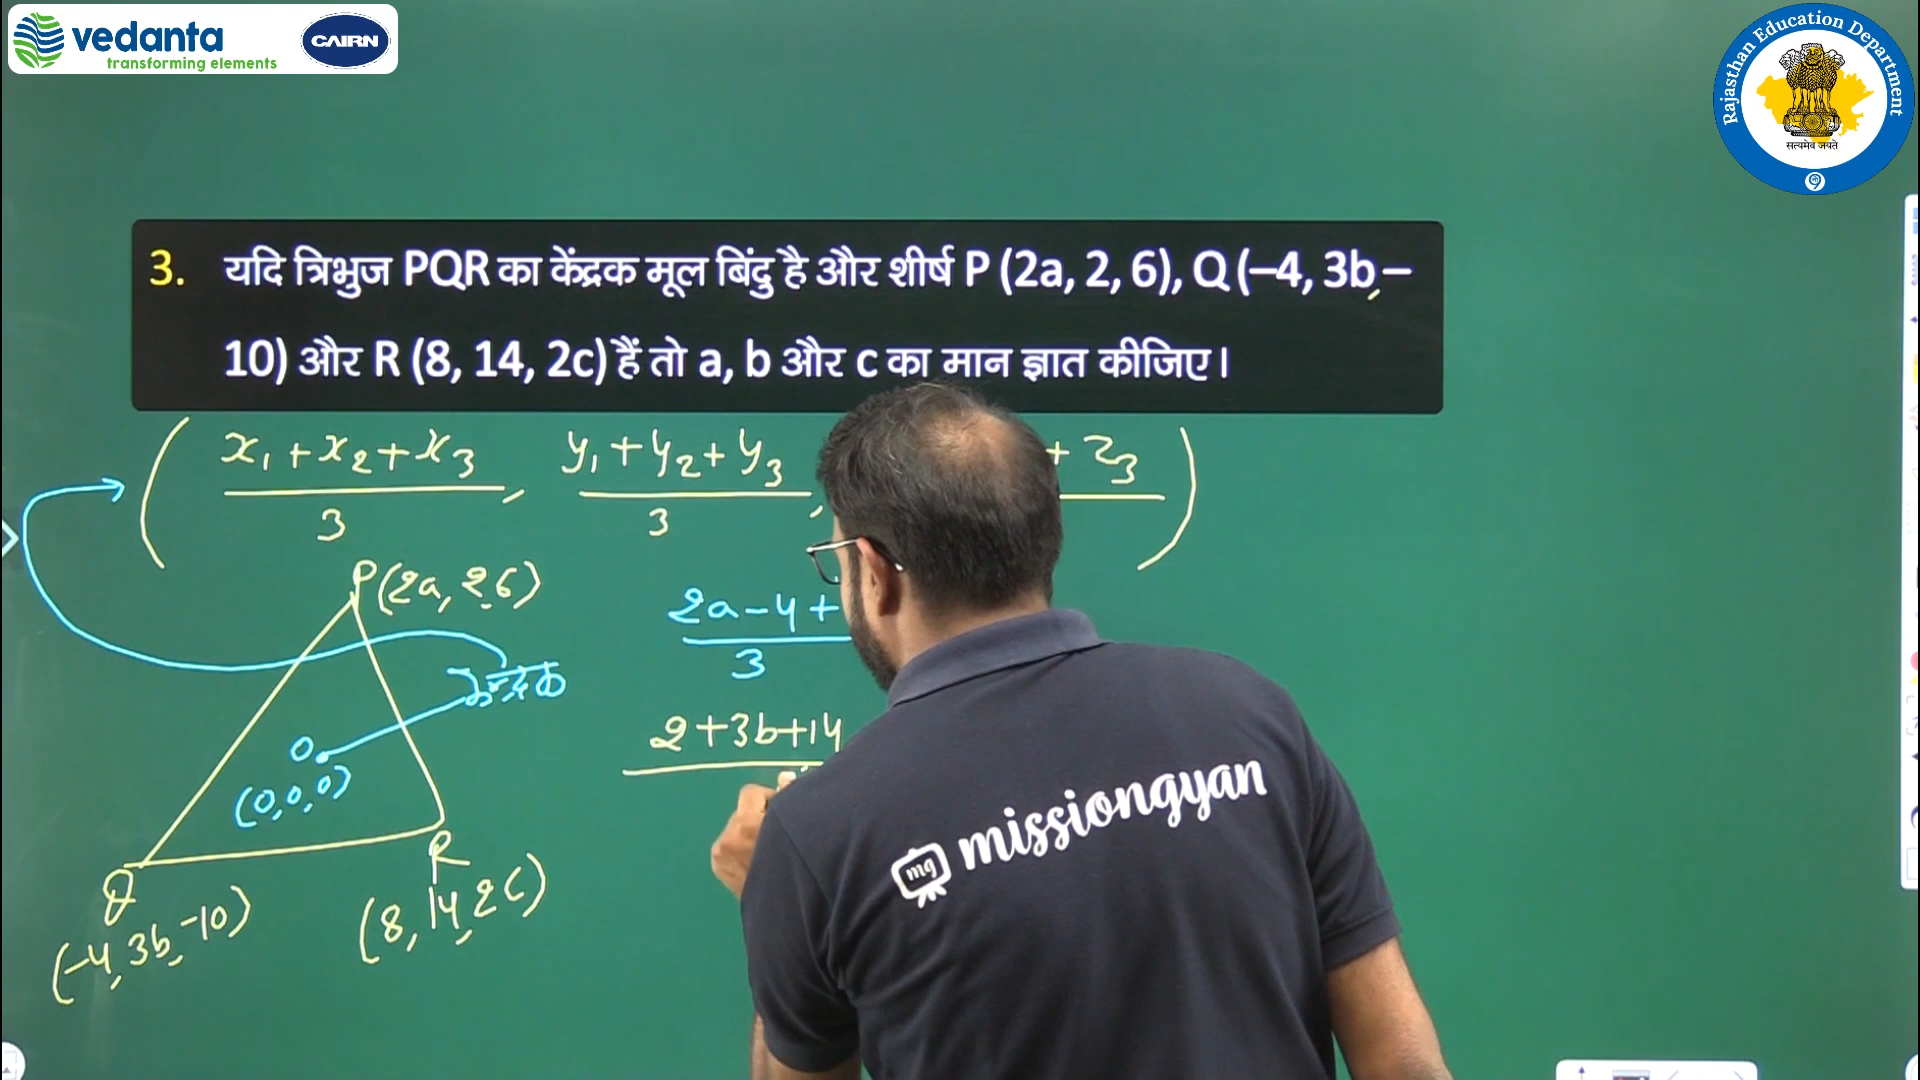 vedanta
transforming elements
CAIRN
Rajasthan Education Department
सत्यमेव जयते
3. यदि त्रिभुज PQR का केंद्रक मूल बिंदु है और शीर्ष P (2a, 2, 6), Q (–4, 3b, –
10) और R (8, 14, 2c) हैं तो a, b और c का मान ज्ञात कीजिए।
( x₁+x₂+x₃ / 3 , y₁+y₂+y₃ / 3 , + z₃ )
P(2a, 2, 6)
2a-4+
3
केन्द्रक
2+3b+14
O
(0,0,0)
Q
R
(-4, 3b, -10)
(8, 14, 2c)
mg missiongyan